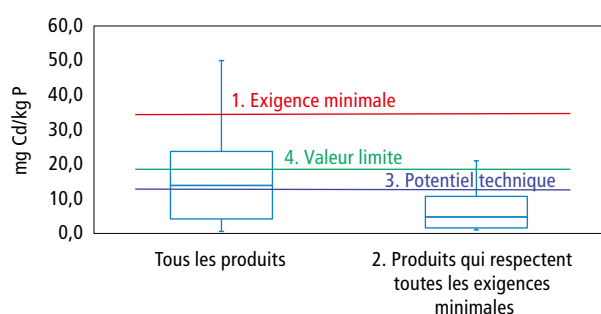 60,0
50,0
40,0
30,0
20,0
10,0
0,0
mg Cd/kg P
1. Exigence minimale
4. Valeur limite
3. Potentiel technique
Tous les produits
2. Produits qui respectent
toutes les exigences
minimales